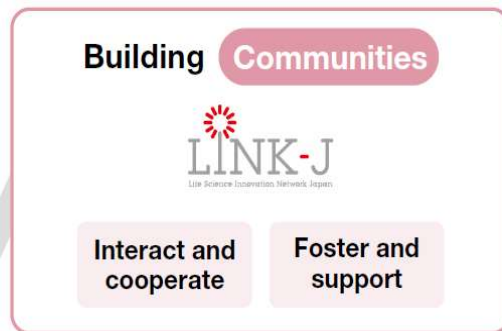 Building Communities
LINK-J
Life Science Innovation Network Japan
Interact and
cooperate
Foster and
support